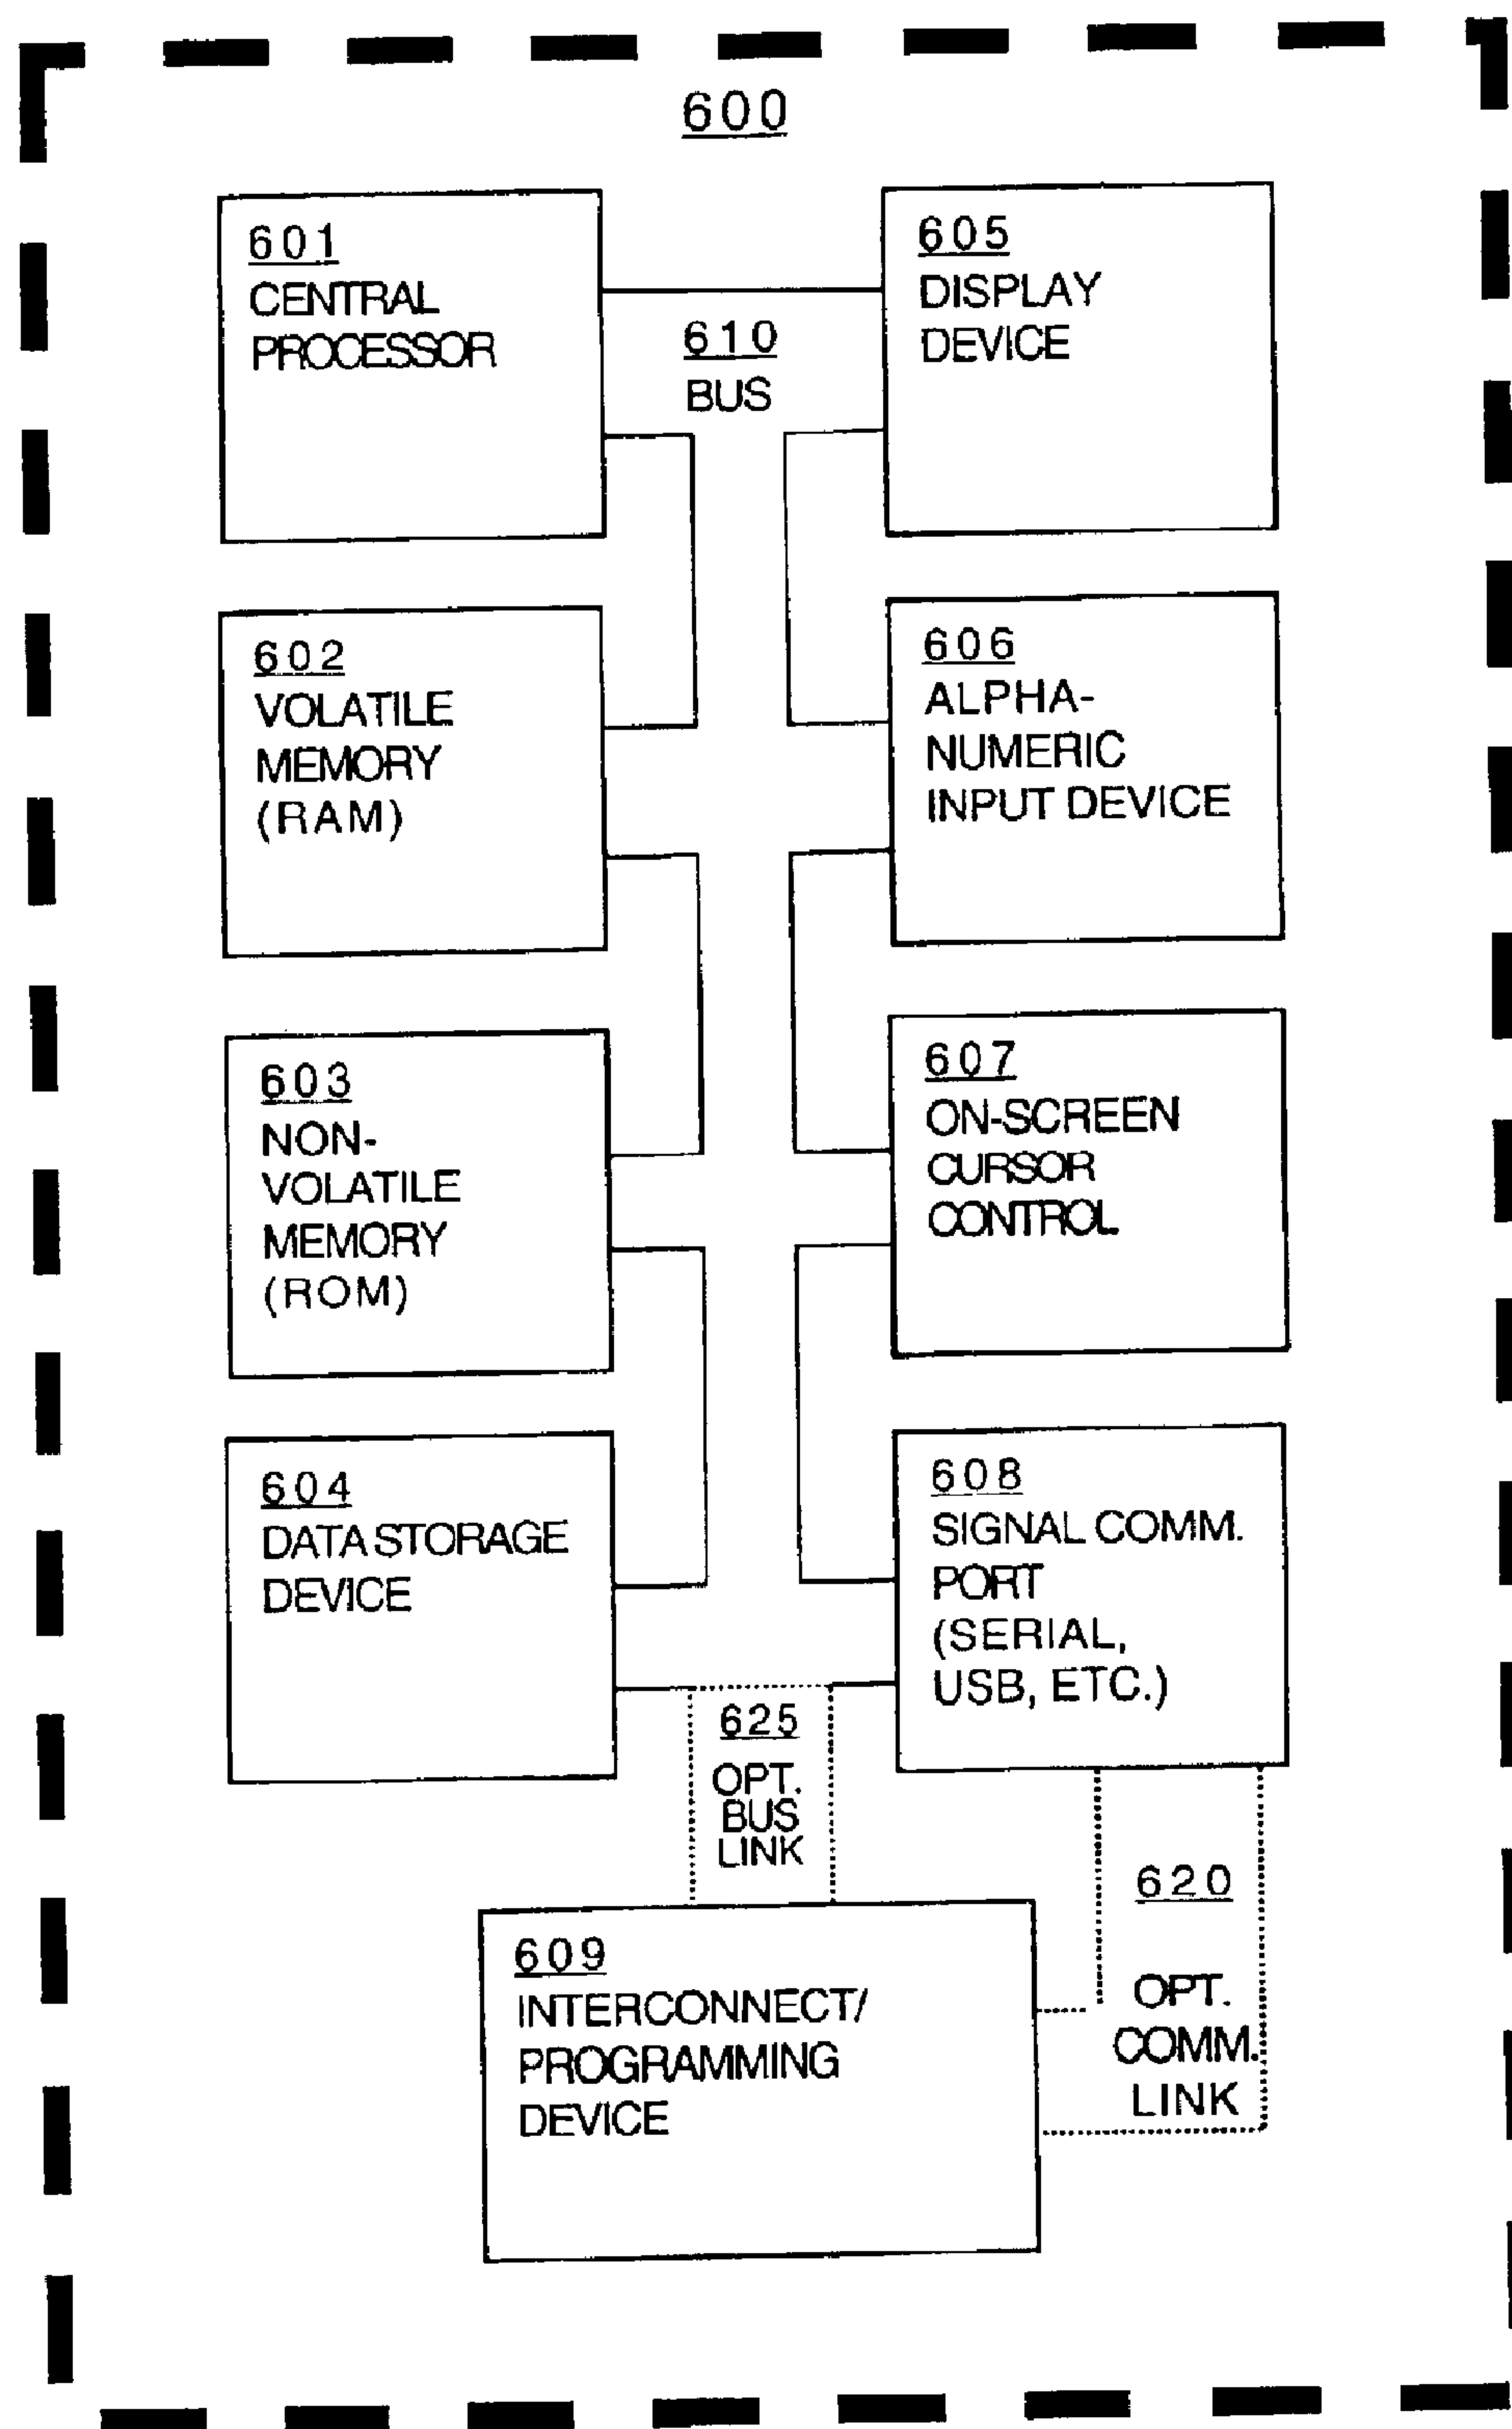 600
601
CENTRAL
PROCESSOR
605
DISPLAY
DEVICE
610
BUS
602
VOLATILE
MEMORY
(RAM)
606
ALPHA-
NUMERIC
INPUT DEVICE
603
NON-
VOLATILE
MEMORY
(ROM)
607
ON-SCREEN
CURSOR
CONTROL
604
DATA STORAGE
DEVICE
608
SIGNAL COMM.
PORT
(SERIAL,
USB, ETC.)
625
OPT.
BUS
LINK
620
OPT.
COMM.
LINK
609
INTERCONNECT/
PROGRAMMING
DEVICE